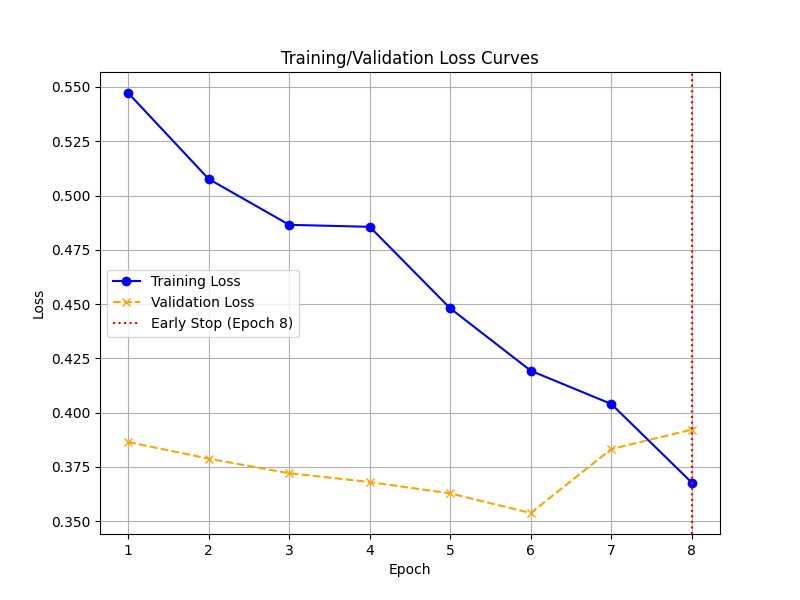 Training/Validation Loss Curves
0.550
0.525
0.500
0.475
0.450
0.425
0.400
0.375
0.350
Loss
Training Loss
Validation Loss
Early Stop (Epoch 8)
1 2 3 4 5 6 7 8
Epoch